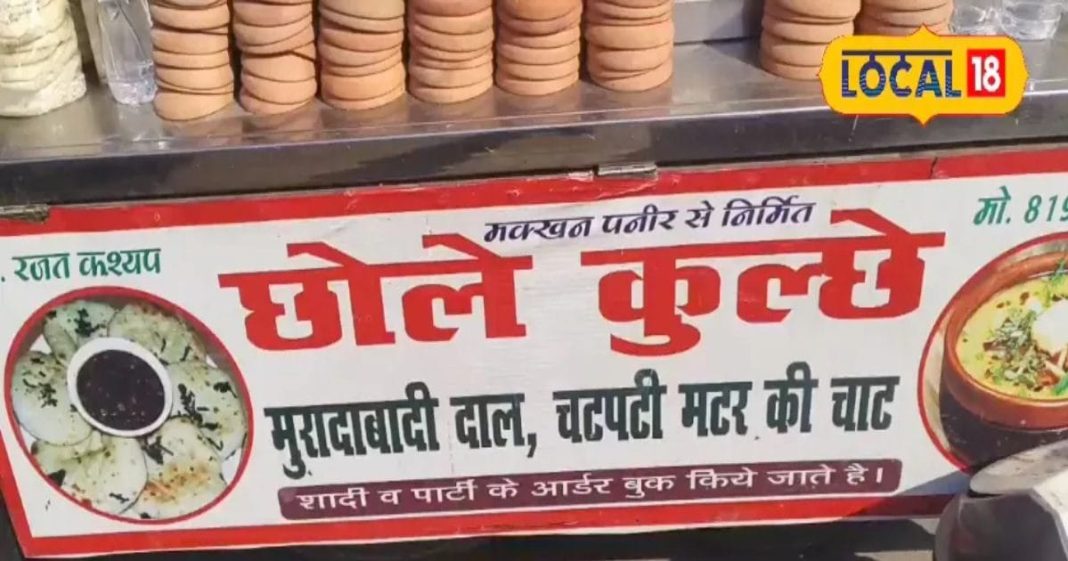 LOCAL 18
मक्खन पनीर से निर्मित
मो. 819
रजत कश्यप
छोले कुल्छे
मुरादाबादी दाल, चटपटी मटर की चाट
शादी व पार्टी के आर्डर बुक किये जाते है।